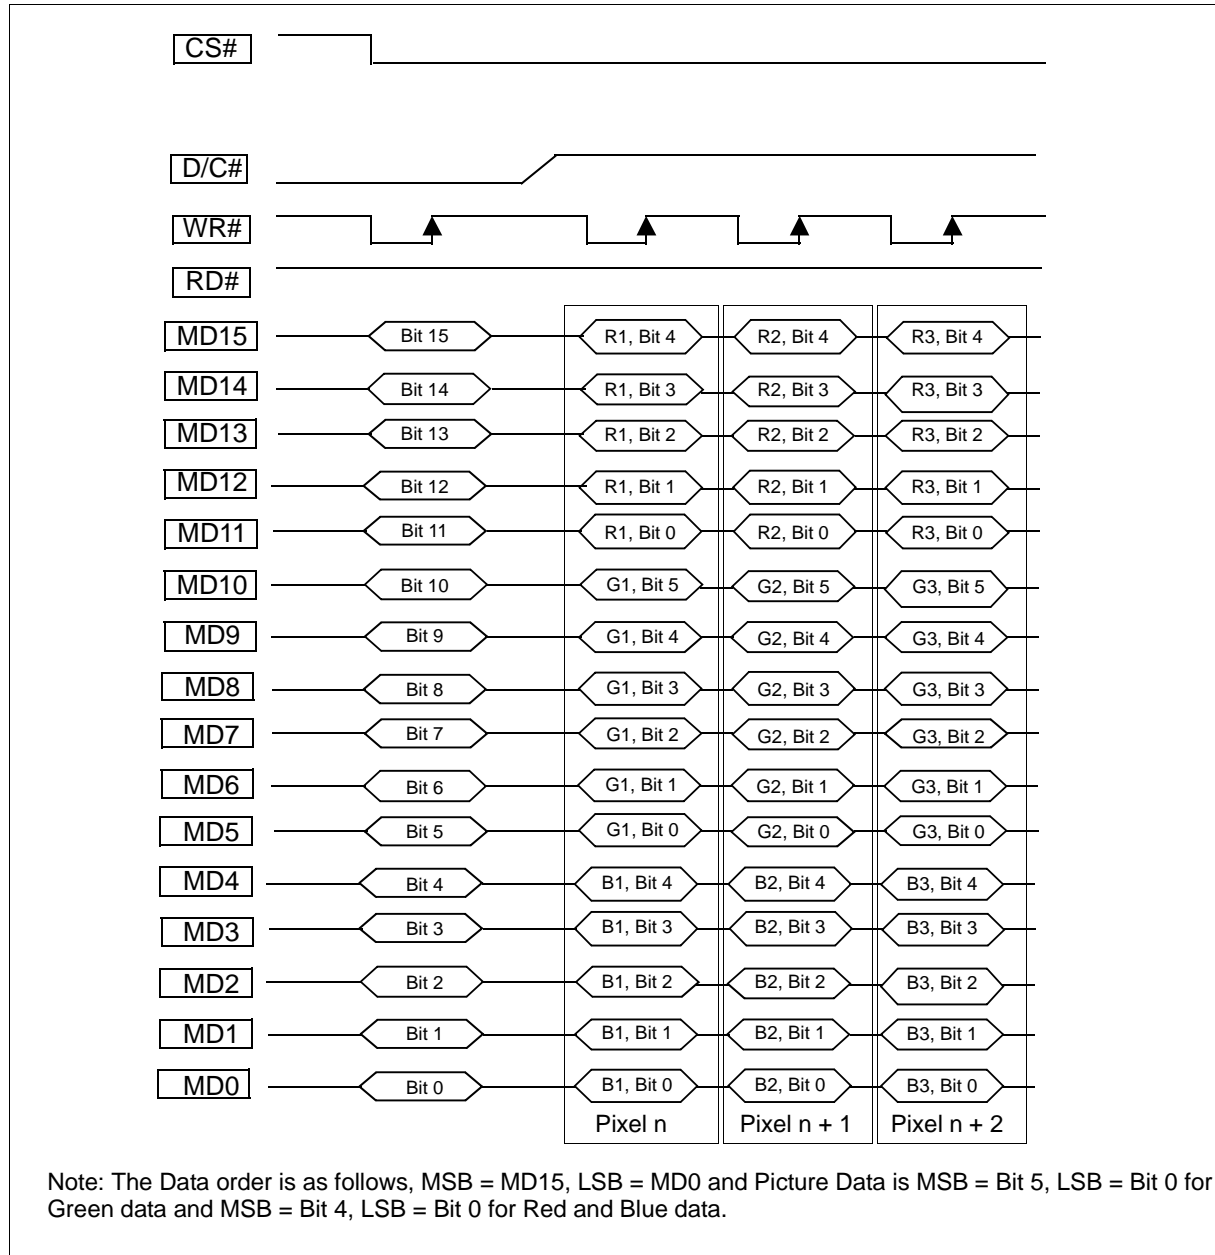 CS#
D/C#
WR#
RD#
MD15 Bit 15 R1, Bit 4 R2, Bit 4 R3, Bit 4
MD14 Bit 14 R1, Bit 3 R2, Bit 3 R3, Bit 3
MD13 Bit 13 R1, Bit 2 R2, Bit 2 R3, Bit 2
MD12 Bit 12 R1, Bit 1 R2, Bit 1 R3, Bit 1
MD11 Bit 11 R1, Bit 0 R2, Bit 0 R3, Bit 0
MD10 Bit 10 G1, Bit 5 G2, Bit 5 G3, Bit 5
MD9 Bit 9 G1, Bit 4 G2, Bit 4 G3, Bit 4
MD8 Bit 8 G1, Bit 3 G2, Bit 3 G3, Bit 3
MD7 Bit 7 G1, Bit 2 G2, Bit 2 G3, Bit 2
MD6 Bit 6 G1, Bit 1 G2, Bit 1 G3, Bit 1
MD5 Bit 5 G1, Bit 0 G2, Bit 0 G3, Bit 0
MD4 Bit 4 B1, Bit 4 B2, Bit 4 B3, Bit 4
MD3 Bit 3 B1, Bit 3 B2, Bit 3 B3, Bit 3
MD2 Bit 2 B1, Bit 2 B2, Bit 2 B3, Bit 2
MD1 Bit 1 B1, Bit 1 B2, Bit 1 B3, Bit 1
MD0 Bit 0 B1, Bit 0 B2, Bit 0 B3, Bit 0
Pixel n Pixel n + 1 Pixel n + 2
Note: The Data order is as follows, MSB = MD15, LSB = MD0 and Picture Data is MSB = Bit 5, LSB = Bit 0 for
Green data and MSB = Bit 4, LSB = Bit 0 for Red and Blue data.